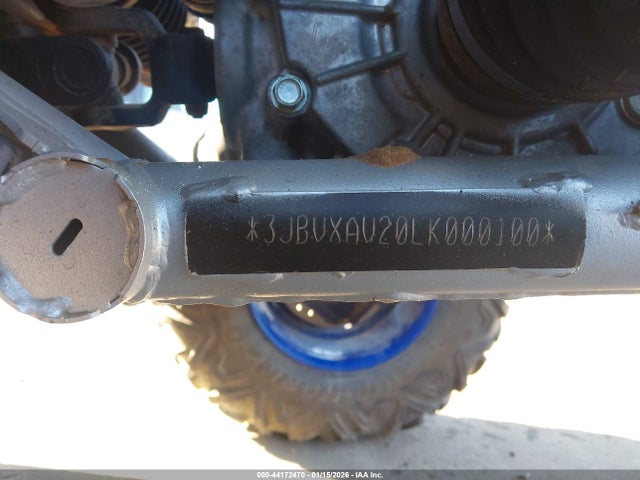 *3JBVXAV20LK000100*
000-44172470 | 01/15/2026 | IAA Inc.